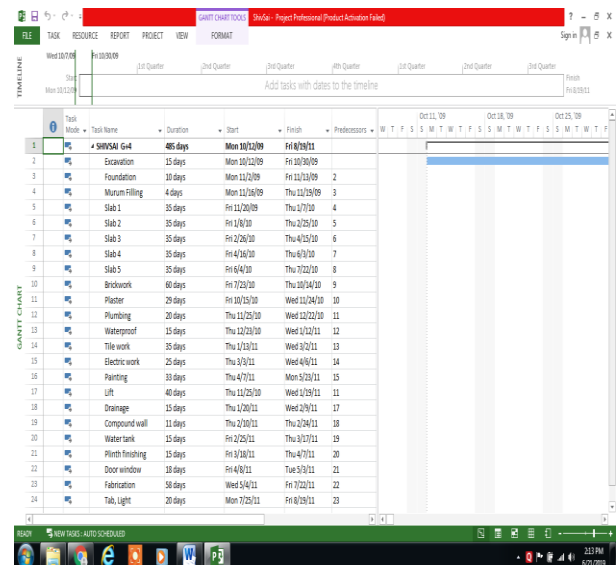 GANTT CHART TOOLS ShivSai - Project Professional (Product Activation Failed)
FILE TASK RESOURCE REPORT PROJECT VIEW FORMAT Sign in
TIMELINE
Wed 10/7/09 Fri 10/30/09
1st Quarter 2nd Quarter 3rd Quarter 4th Quarter 1st Quarter 2nd Quarter 3rd Quarter
Start Finish
Mon 10/12/09 Add tasks with dates to the timeline Fri 8/19/11
Oct 11, '09 Oct 18, '09 Oct 25, '09
Task Mode Task Name Duration Start Finish Predecessors W T F S S M T W T F S S M T W T F S S M T W T F
1 SHIVSAI G+4 485 days Mon 10/12/09 Fri 8/19/11
2 Excavation 15 days Mon 10/12/09 Fri 10/30/09
3 Foundation 10 days Mon 11/2/09 Fri 11/13/09 2
4 Murum Filling 4 days Mon 11/16/09 Thu 11/19/09 3
5 Slab 1 35 days Fri 11/20/09 Thu 1/7/10 4
6 Slab 2 35 days Fri 1/8/10 Thu 2/25/10 5
7 Slab 3 35 days Fri 2/26/10 Thu 4/15/10 6
8 Slab 4 35 days Fri 4/16/10 Thu 6/3/10 7
9 Slab 5 35 days Fri 6/4/10 Thu 7/22/10 8
10 Brickwork 60 days Fri 7/23/10 Thu 10/14/10 9
11 Plaster 29 days Fri 10/15/10 Wed 11/24/10 10
12 Plumbing 20 days Thu 11/25/10 Wed 12/22/10 11
13 Waterproof 15 days Thu 12/23/10 Wed 1/12/11 12
14 Tile work 35 days Thu 1/13/11 Wed 3/2/11 13
15 Electric work 25 days Thu 3/3/11 Wed 4/6/11 14
16 Painting 33 days Thu 4/7/11 Mon 5/23/11 15
17 Lift 40 days Thu 11/25/10 Wed 1/19/11 11
18 Drainage 15 days Thu 1/20/11 Wed 2/9/11 17
19 Compound wall 11 days Thu 2/10/11 Thu 2/24/11 18
20 Water tank 15 days Fri 2/25/11 Thu 3/17/11 19
21 Plinth finishing 15 days Fri 3/18/11 Thu 4/7/11 20
22 Door window 18 days Fri 4/8/11 Tue 5/3/11 21
23 Fabrication 58 days Wed 5/4/11 Fri 7/22/11 22
24 Tab, Light 20 days Mon 7/25/11 Fri 8/19/11 23
GANTT CHART
READY NEW TASKS : AUTO SCHEDULED
2:13 PM
6/21/2019